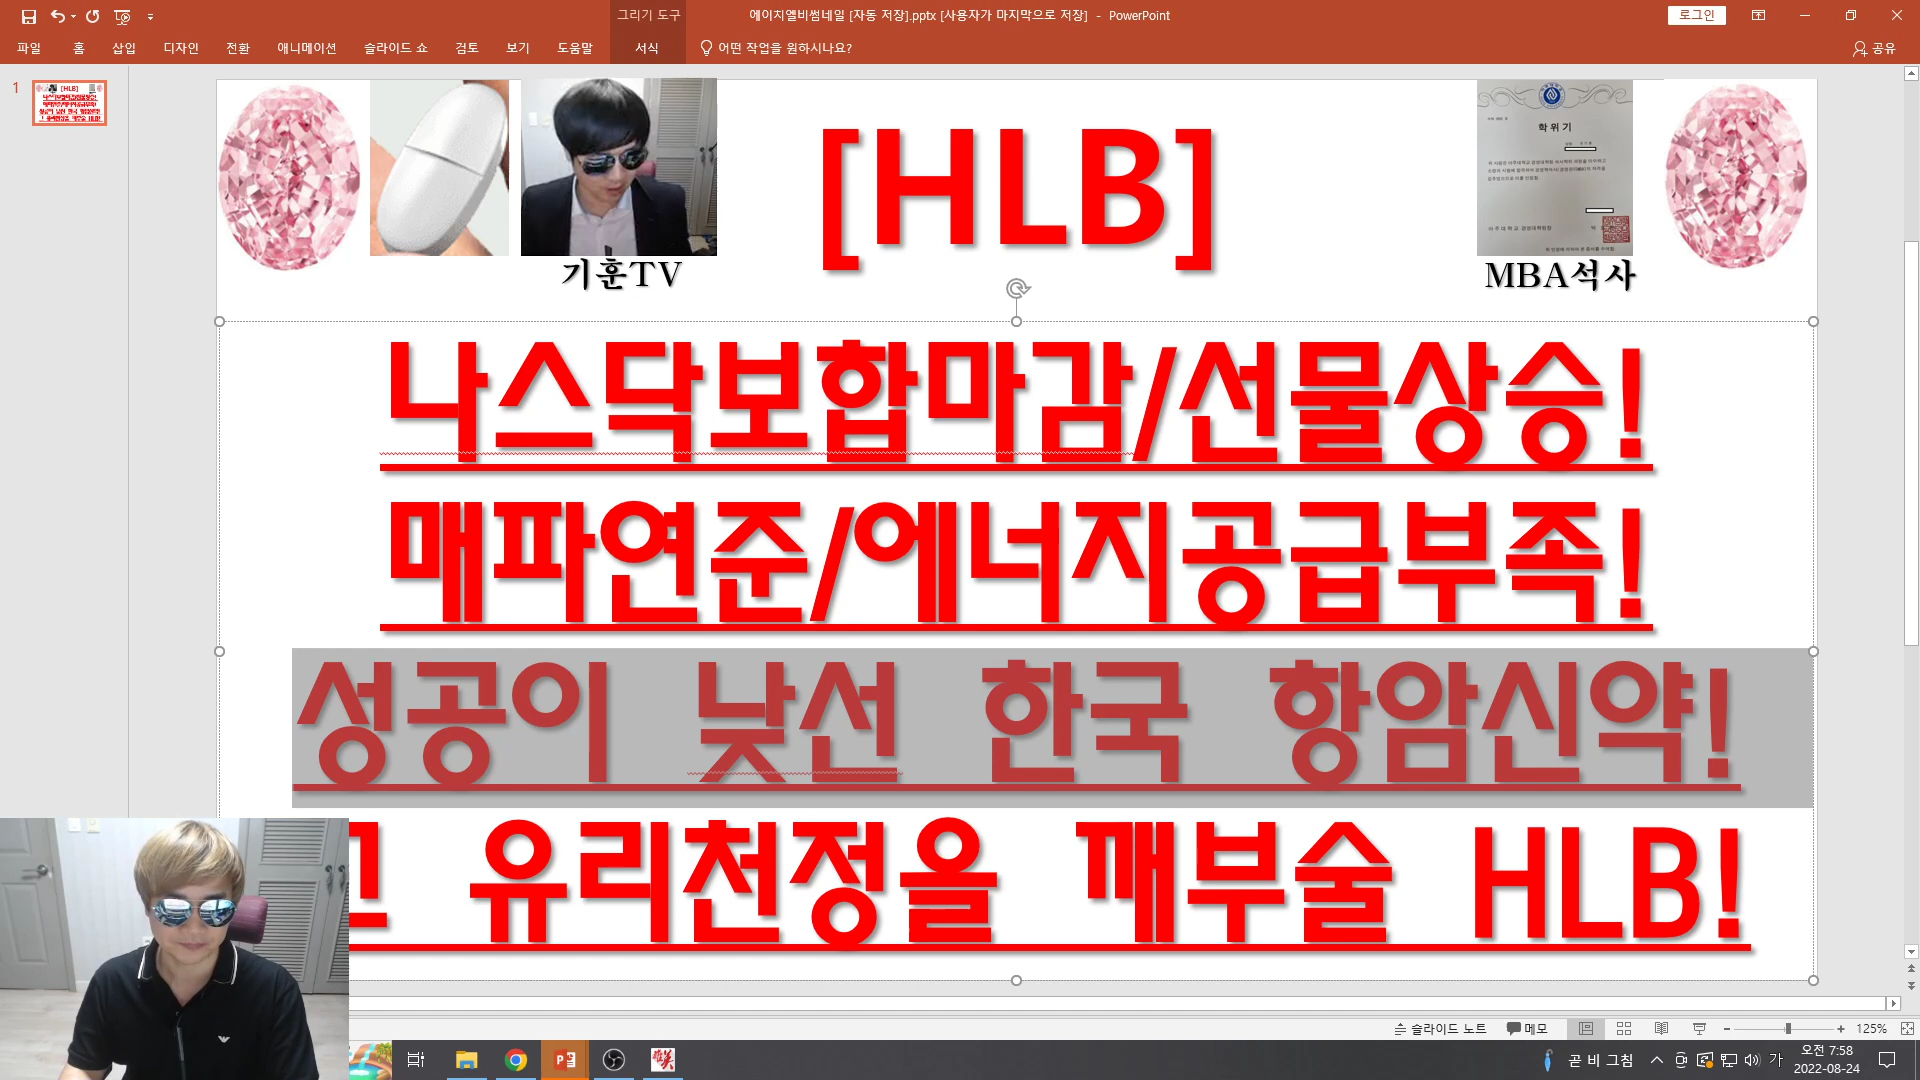 그리기 도구
에이치엘비썸네일 [자동 저장].pptx [사용자가 마지막으로 저장] - PowerPoint
로그인
파일 홈 삽입 디자인 전환 애니메이션 슬라이드 쇼 검토 보기 도움말 서식 어떤 작업을 원하시나요? 공유
1
[HLB]
학위기
기훈TV
MBA석사
나스닥보합마감/선물상승!
매파연준/에너지공급부족!
성공이 낯선 한국 항암신약!
그 유리천정을 깨부술 HLB!
슬라이드 노트 메모 125%
곧 비 그침
가
오전 7:58
2022-08-24